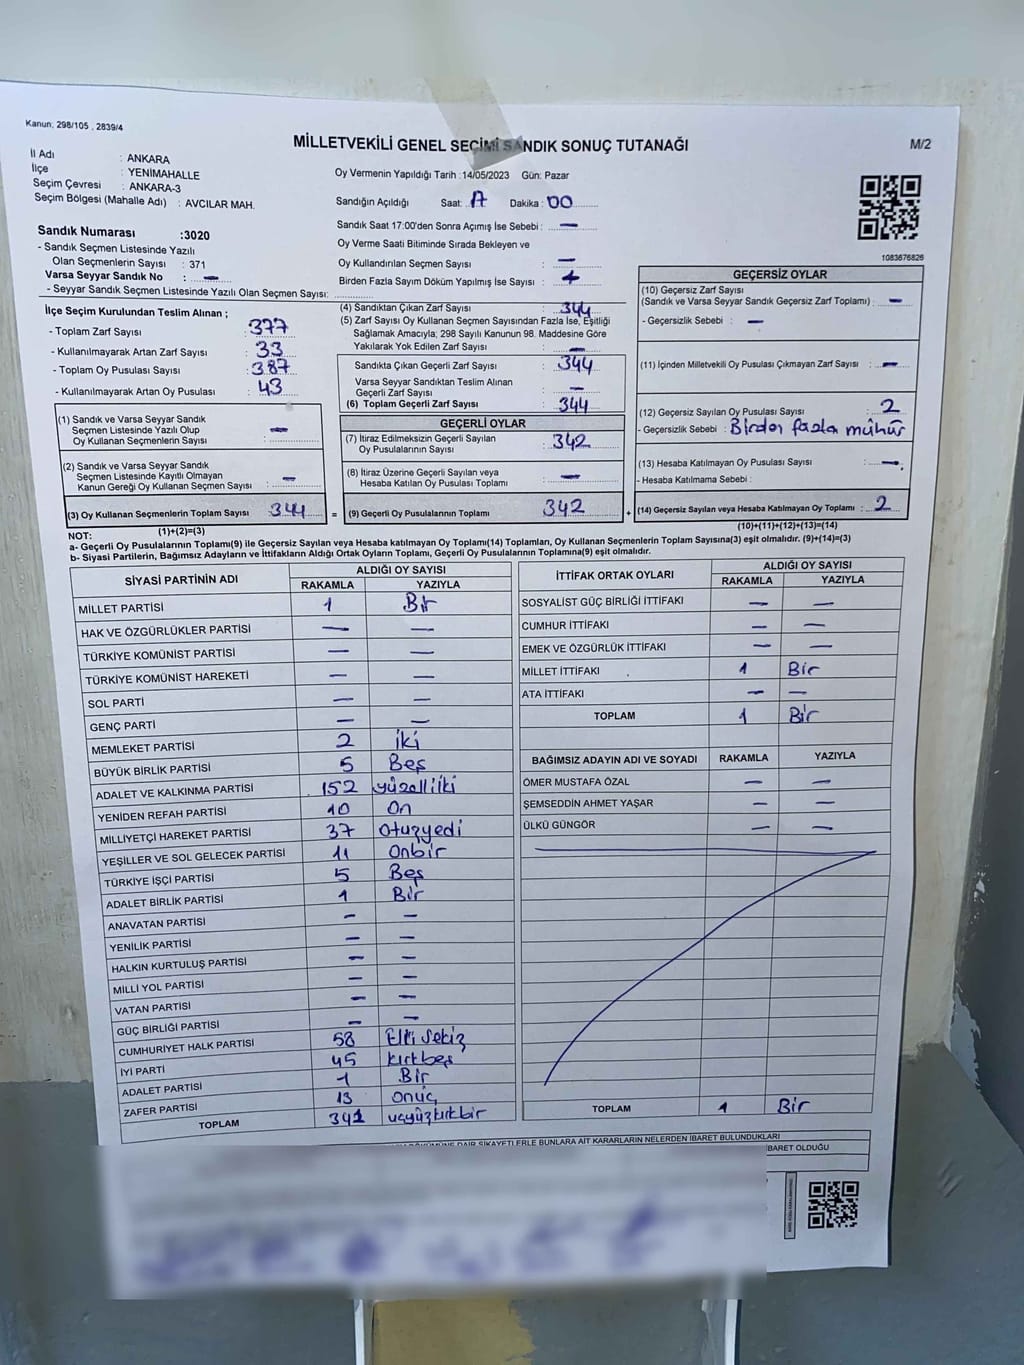 Kanun; 298/105 , 2839/4
MİLLETVEKİLİ GENEL SEÇİMİ SANDIK SONUÇ TUTANAĞI
M/2
İl Adı : ANKARA
İlçe : YENİMAHALLE
Seçim Çevresi : ANKARA-3
Seçim Bölgesi (Mahalle Adı) : AVCILAR MAH.
Oy Vermenin Yapıldığı Tarih : 14/05/2023 Gün: Pazar
Sandığın Açıldığı Saat: Dakika : 00
Sandık Saat 17:00'den Sonra Açımış İse Sebebi : —
Oy Verme Saati Bitiminde Sırada Bekleyen ve
Oy Kullandırılan Seçmen Sayısı : —
Birden Fazla Sayım Döküm Yapılmış İse Sayısı :
1083676826
Sandık Numarası :3020
- Sandık Seçmen Listesinde Yazılı
Olan Seçmenlerin Sayısı : 371
Varsa Seyyar Sandık No : —
- Seyyar Sandık Seçmen Listesinde Yazılı Olan Seçmen Sayısı:
İlçe Seçim Kurulundan Teslim Alınan ;
- Toplam Zarf Sayısı : 377
- Kullanılmayarak Artan Zarf Sayısı : 33
- Toplam Oy Pusulası Sayısı : 387
- Kullanılmayarak Artan Oy Pusulası : 43
(4) Sandıktan Çıkan Zarf Sayısı : 344
(5) Zarf Sayısı Oy Kullanan Seçmen Sayısından Fazla İse, Eşitliği
Sağlamak Amacıyla; 298 Sayılı Kanunun 98. Maddesine Göre
Yakılarak Yok Edilen Zarf Sayısı : —
Sandıkta Çıkan Geçerli Zarf Sayısı : 344
Varsa Seyyar Sandıktan Teslim Alınan
Geçerli Zarf Sayısı : —
(6) Toplam Geçerli Zarf Sayısı : 344
GEÇERSİZ OYLAR
(10) Geçersiz Zarf Sayısı
(Sandık ve Varsa Seyyar Sandık Geçersiz Zarf Toplamı) : —
- Geçersizlik Sebebi : —
(11) İçinden Milletvekili Oy Pusulası Çıkmayan Zarf Sayısı : —
(12) Geçersiz Sayılan Oy Pusulası Sayısı : 2
- Geçersizlik Sebebi : Birden fazla mühür
(13) Hesaba Katılmayan Oy Pusulası Sayısı : —
- Hesaba Katılmama Sebebi :
(14) Geçersiz Sayılan veya Hesaba Katılmayan Oy Toplamı : 2
(10)+(11)+(12)+(13)=(14)
(1) Sandık ve Varsa Seyyar Sandık
Seçmen Listesinde Yazılı Olup
Oy Kullanan Seçmenlerin Sayısı : —
(2) Sandık ve Varsa Seyyar Sandık
Seçmen Listesinde Kayıtlı Olmayan
Kanun Gereği Oy Kullanan Seçmen Sayısı : —
(3) Oy Kullanan Seçmenlerin Toplam Sayısı : 344 =
(1)+(2)=(3)
GEÇERLİ OYLAR
(7) İtiraz Edilmeksizin Geçerli Sayılan
Oy Pusulalarının Sayısı : 342
(8) İtiraz Üzerine Geçerli Sayılan veya
Hesaba Katılan Oy Pusulası Toplamı : —
(9) Geçerli Oy Pusulalarının Toplamı : 342 +
NOT:
a- Geçerli Oy Pusulalarının Toplamı(9) ile Geçersiz Sayılan veya Hesaba katılmayan Oy Toplamı(14) Toplamları, Oy Kullanan Seçmenlerin Toplam Sayısına(3) eşit olmalıdır. (9)+(14)=(3)
b- Siyasi Partilerin, Bağımsız Adayların ve İttifakların Aldığı Ortak Oyların Toplamı, Geçerli Oy Pusulalarının Toplamına(9) eşit olmalıdır.
SİYASİ PARTİNİN ADI ALDIĞI OY SAYISI
RAKAMLA YAZIYLA
MİLLET PARTİSİ 1 Bir
HAK VE ÖZGÜRLÜKLER PARTİSİ — —
TÜRKİYE KOMÜNİST PARTİSİ — —
TÜRKİYE KOMÜNİST HAREKETİ — —
SOL PARTİ — —
GENÇ PARTİ — —
MEMLEKET PARTİSİ 2 iki
BÜYÜK BİRLİK PARTİSİ 5 Beş
ADALET VE KALKINMA PARTİSİ 152 yüzelliiki
YENİDEN REFAH PARTİSİ 10 On
MİLLİYETÇİ HAREKET PARTİSİ 37 otuzyedi
YEŞİLLER VE SOL GELECEK PARTİSİ 11 Onbir
TÜRKİYE İŞÇİ PARTİSİ 5 Beş
ADALET BİRLİK PARTİSİ 1 Bir
ANAVATAN PARTİSİ — —
YENİLİK PARTİSİ — —
HALKIN KURTULUŞ PARTİSİ — —
MİLLİ YOL PARTİSİ — —
VATAN PARTİSİ — —
GÜÇ BİRLİĞİ PARTİSİ — —
CUMHURİYET HALK PARTİSİ 58 Elli sekiz
İYİ PARTİ 45 kırkbeş
ADALET PARTİSİ 1 Bir
ZAFER PARTİSİ 13 onüç
TOPLAM 341 üçyüzkırkbir
İTTİFAK ORTAK OYLARI ALDIĞI OY SAYISI
RAKAMLA YAZIYLA
SOSYALİST GÜÇ BİRLİĞİ İTTİFAKI — —
CUMHUR İTTİFAKI — —
EMEK VE ÖZGÜRLÜK İTTİFAKI — —
MİLLET İTTİFAKI 1 Bir
ATA İTTİFAKI — —
TOPLAM 1 Bir
BAĞIMSIZ ADAYIN ADI VE SOYADI RAKAMLA YAZIYLA
ÖMER MUSTAFA ÖZAL — —
ŞEMSEDDİN AHMET YAŞAR — —
ÜLKÜ GÜNGÖR — —
TOPLAM 1 Bir
DÖKÜMÜNE DAİR ŞİKAYETLERLE BUNLARA AİT KARARLARIN NELERDEN İBARET BULUNDUKLARI
İBARET OLDUĞU